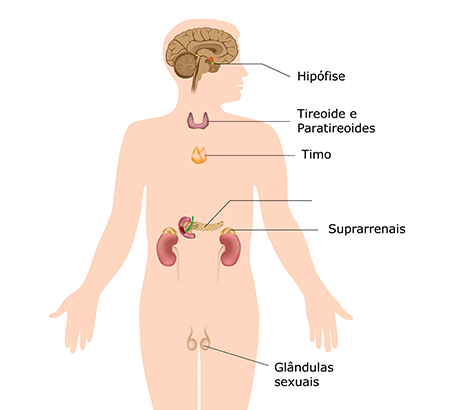 Hipófise
Tireoide e
Paratireoides
Timo
Suprarrenais
Glândulas
sexuais